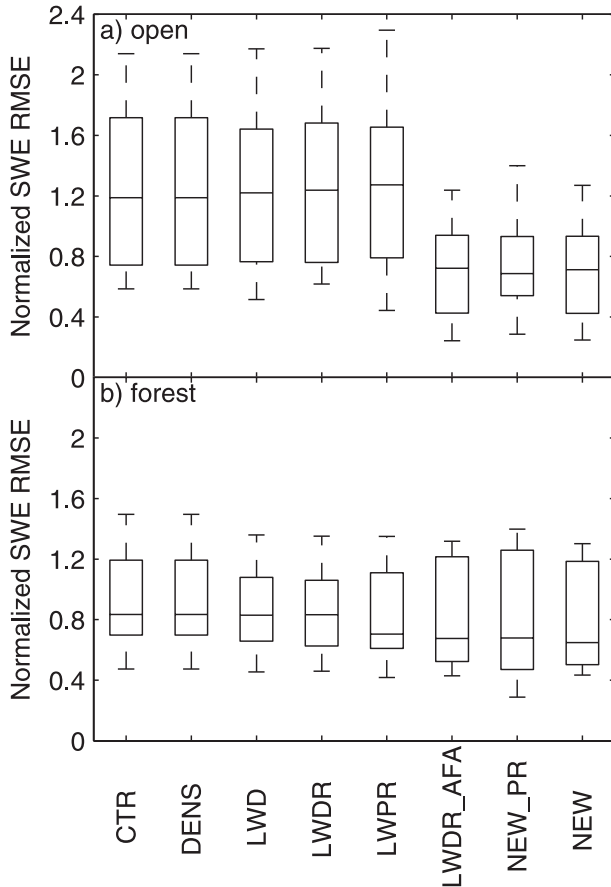 a) open
Normalized SWE RMSE
2.4
2
1.6
1.2
0.8
0.4
0
b) forest
Normalized SWE RMSE
2
1.6
1.2
0.8
0.4
0
CTR
DENS
LWD
LWDR
LWPR
LWDR_AFA
NEW_PR
NEW